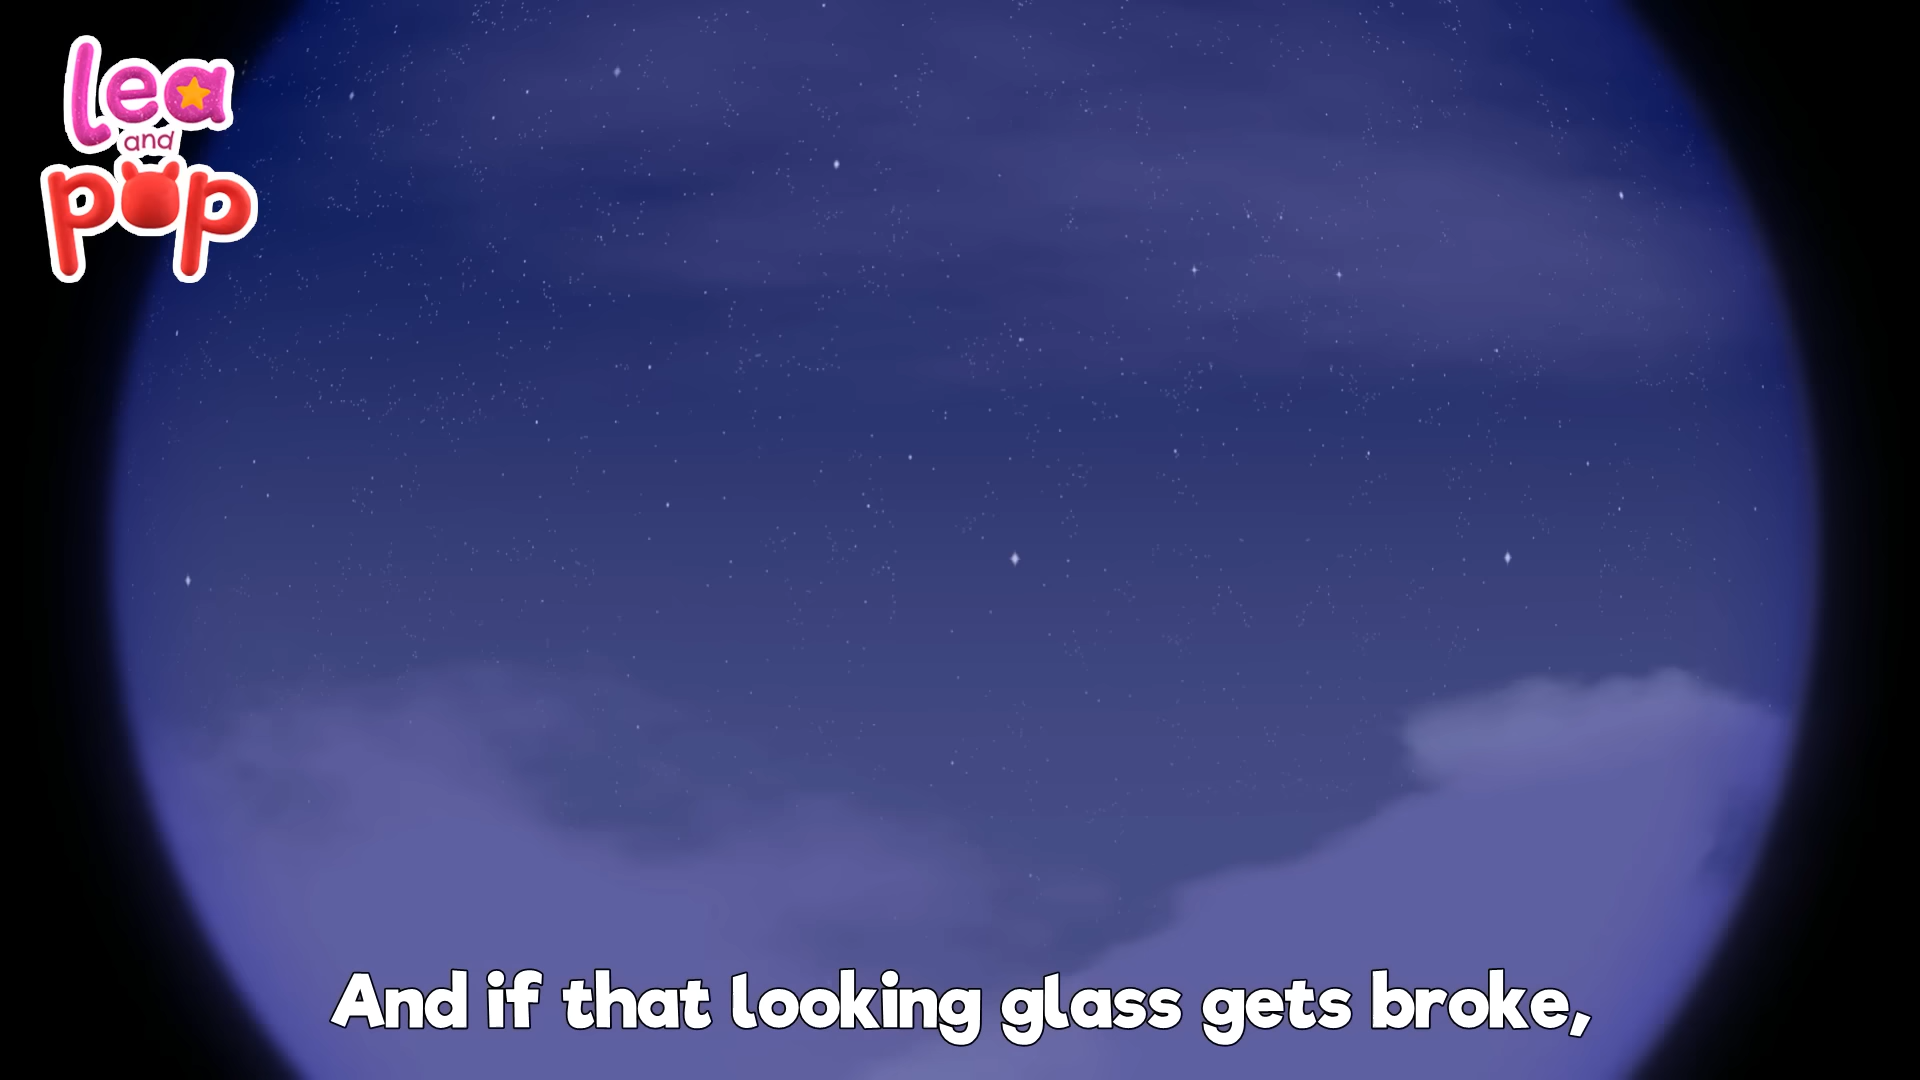 lea
and
pop
And if that looking glass gets broke,